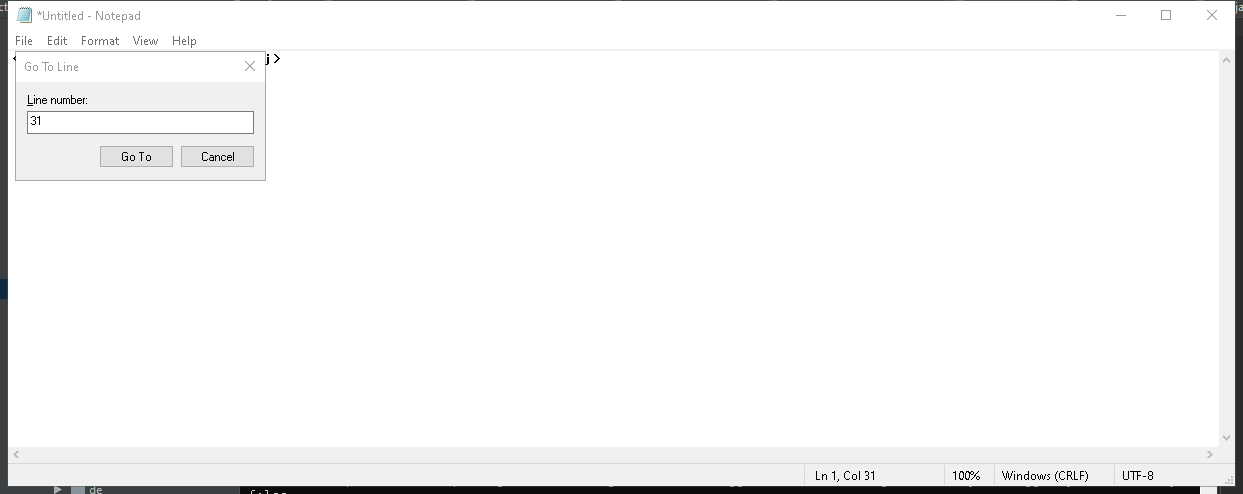 *Untitled - Notepad
File Edit Format View Help
j>
Go To Line
Line number:
31
Go To Cancel
Ln 1, Col 31 100% Windows (CRLF) UTF-8
de